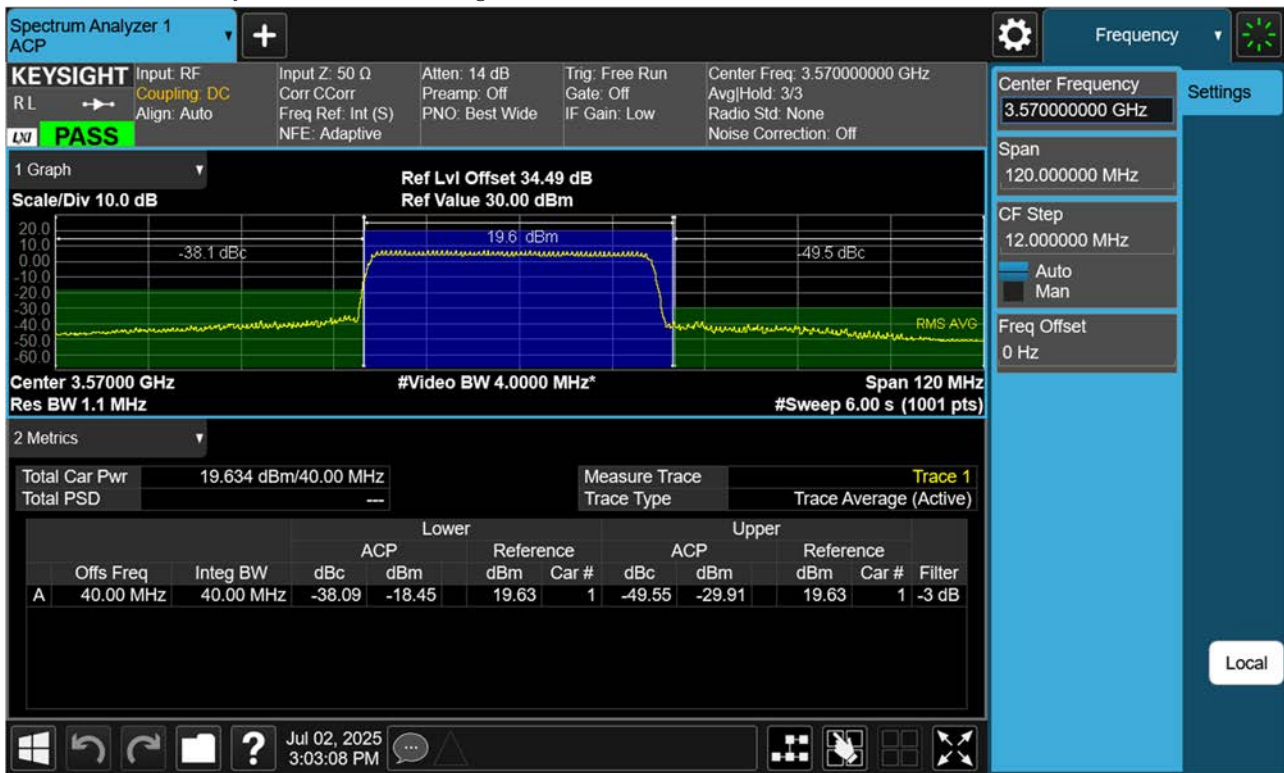 Spectrum Analyzer 1
ACP
Frequency
KEYSIGHT
RL
LXI
PASS
Input: RF
Coupling: DC
Align: Auto
Input Z: 50 Ω
Corr CCorr
Freq Ref: Int (S)
NFE: Adaptive
Atten: 14 dB
Preamp: Off
PNO: Best Wide
Trig: Free Run
Gate: Off
IF Gain: Low
Center Freq: 3.570000000 GHz
Avg|Hold: 3/3
Radio Std: None
Noise Correction: Off
1 Graph
Scale/Div 10.0 dB
Ref Lvl Offset 34.49 dB
Ref Value 30.00 dBm
20.0
10.0
0.00
-10.0
-20.0
-30.0
-40.0
-50.0
-60.0
-38.1 dBc
19.6 dBm
-49.5 dBc
RMS AVG
Center 3.57000 GHz
#Video BW 4.0000 MHz*
Span 120 MHz
Res BW 1.1 MHz
#Sweep 6.00 s (1001 pts)
2 Metrics
Total Car Pwr 19.634 dBm/40.00 MHz
Total PSD ---
Measure Trace Trace 1
Trace Type Trace Average (Active)
Lower Upper
ACP Reference ACP Reference
Offs Freq Integ BW dBc dBm dBm Car # dBc dBm dBm Car # Filter
A 40.00 MHz 40.00 MHz -38.09 -18.45 19.63 1 -49.55 -29.91 19.63 1 -3 dB
Center Frequency
3.570000000 GHz
Span
120.000000 MHz
CF Step
12.000000 MHz
Auto
Man
Freq Offset
0 Hz
Settings
Local
?
Jul 02, 2025
3:03:08 PM